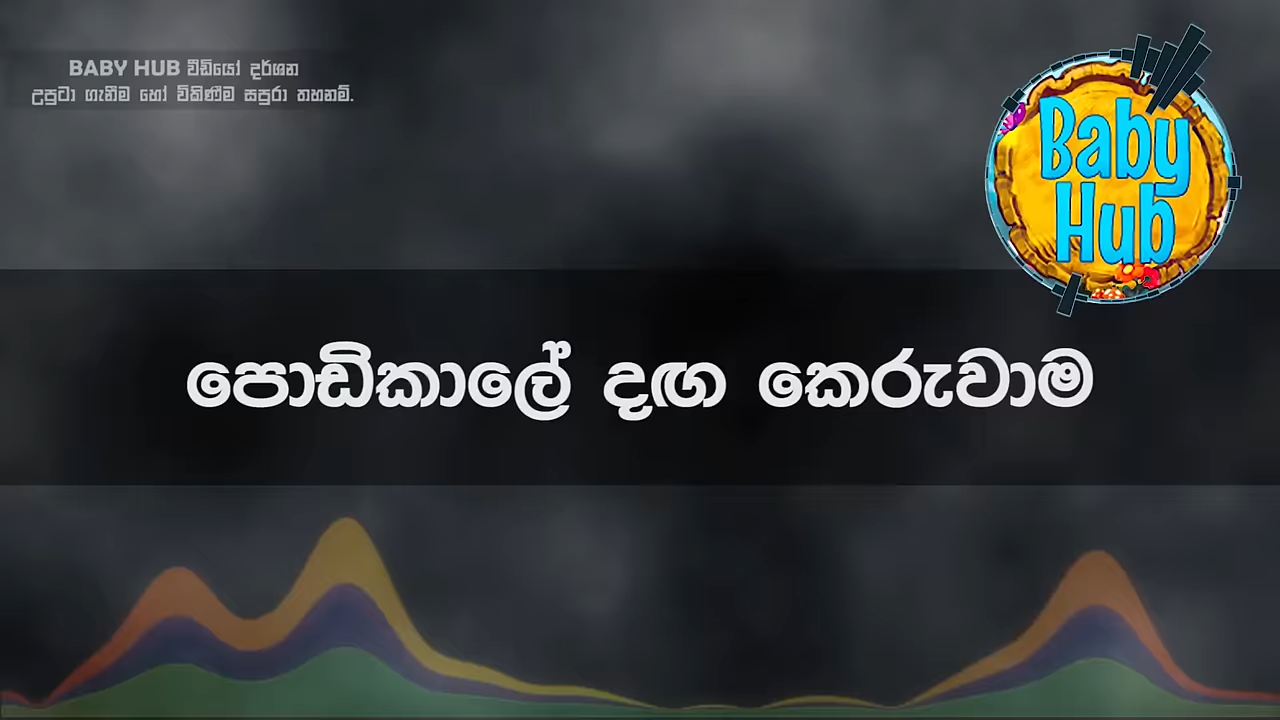 BABY HUB වීඩියෝ දර්ශන
උපුටා ගැනීම හෝ විකිණීම සපුරා තහනම්.
Baby
Hub
පොඩිකාලේ දඟ කෙරුවාම